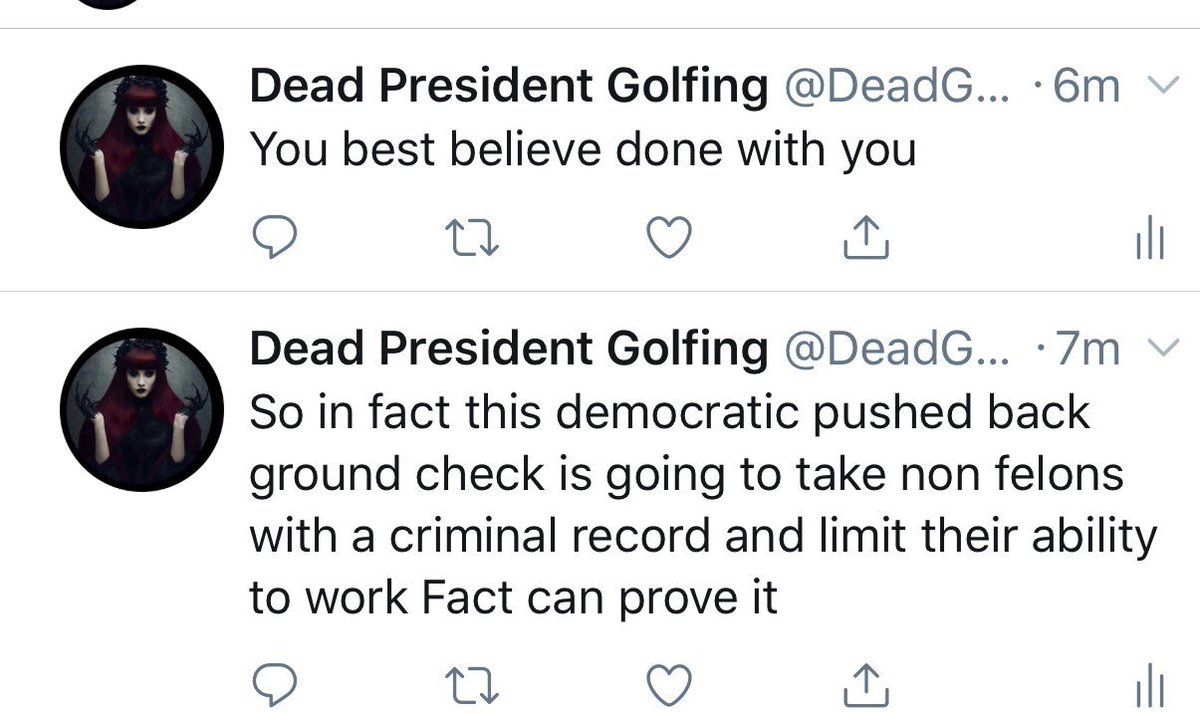 Dead President Golfing @DeadG... · 6m
You best believe done with you
Dead President Golfing @DeadG... · 7m
So in fact this democratic pushed back
ground check is going to take non felons
with a criminal record and limit their ability
to work Fact can prove it